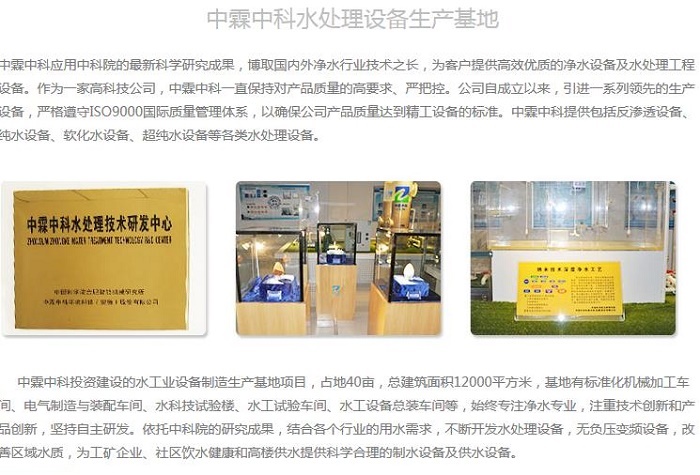 中霖中科水处理设备生产基地
中霖中科应用中科院的最新科学研究成果，博取国内外净水行业技术之长，为客户提供高效优质的净水设备及水处理工程
设备。作为一家高科技公司，中霖中科一直保持对产品质量的高要求、严把控。公司自成立以来，引进一系列领先的生产
设备，严格遵守ISO9000国际质量管理体系，以确保公司产品质量达到精工设备的标准。中霖中科提供包括反渗透设备、
纯水设备、软化水设备、超纯水设备等各类水处理设备。
中霖中科水处理技术研发中心
纳米技术深度净水工艺
中霖中科投资建设的水工业设备制造生产基地项目，占地40亩，总建筑面积12000平方米，基地有标准化机械加工车
间、电气制造与装配车间、水科技试验楼、水工试验车间、水工设备总装车间等，始终专注净水专业，注重技术创新和产
品创新，坚持自主研发。依托中科院的研究成果，结合各个行业的用水需求，不断开发水处理设备，无负压变频设备，改
善区域水质，为工矿企业、社区饮水健康和高楼供水提供科学合理的制水设备及供水设备。